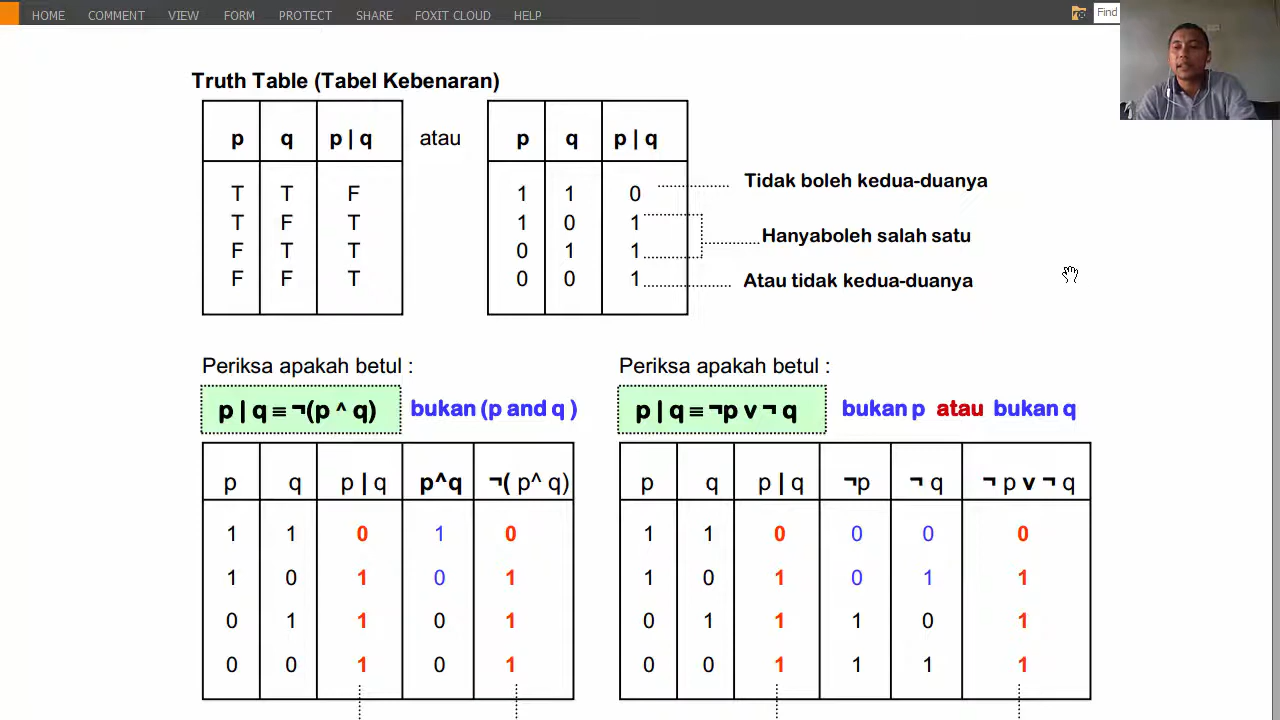 HOME COMMENT VIEW FORM PROTECT SHARE FOXIT CLOUD HELP Find
Truth Table (Tabel Kebenaran)
p q p | q atau p q p | q
T T F 1 1 0 Tidak boleh kedua-duanya
T F T 1 0 1
Hanyaboleh salah satu
F T T 0 1 1
F F T 0 0 1 Atau tidak kedua-duanya
Periksa apakah betul : Periksa apakah betul :
p | q ≡ ¬(p ^ q) bukan (p and q ) p | q ≡ ¬p v ¬ q bukan p atau bukan q
p q p | q p^q ¬( p^ q) p q p | q ¬p ¬ q ¬ p v ¬ q
1 1 0 1 0 1 1 0 0 0 0
1 0 1 0 1 1 0 1 0 1 1
0 1 1 0 1 0 1 1 1 0 1
0 0 1 0 1 0 0 1 1 1 1